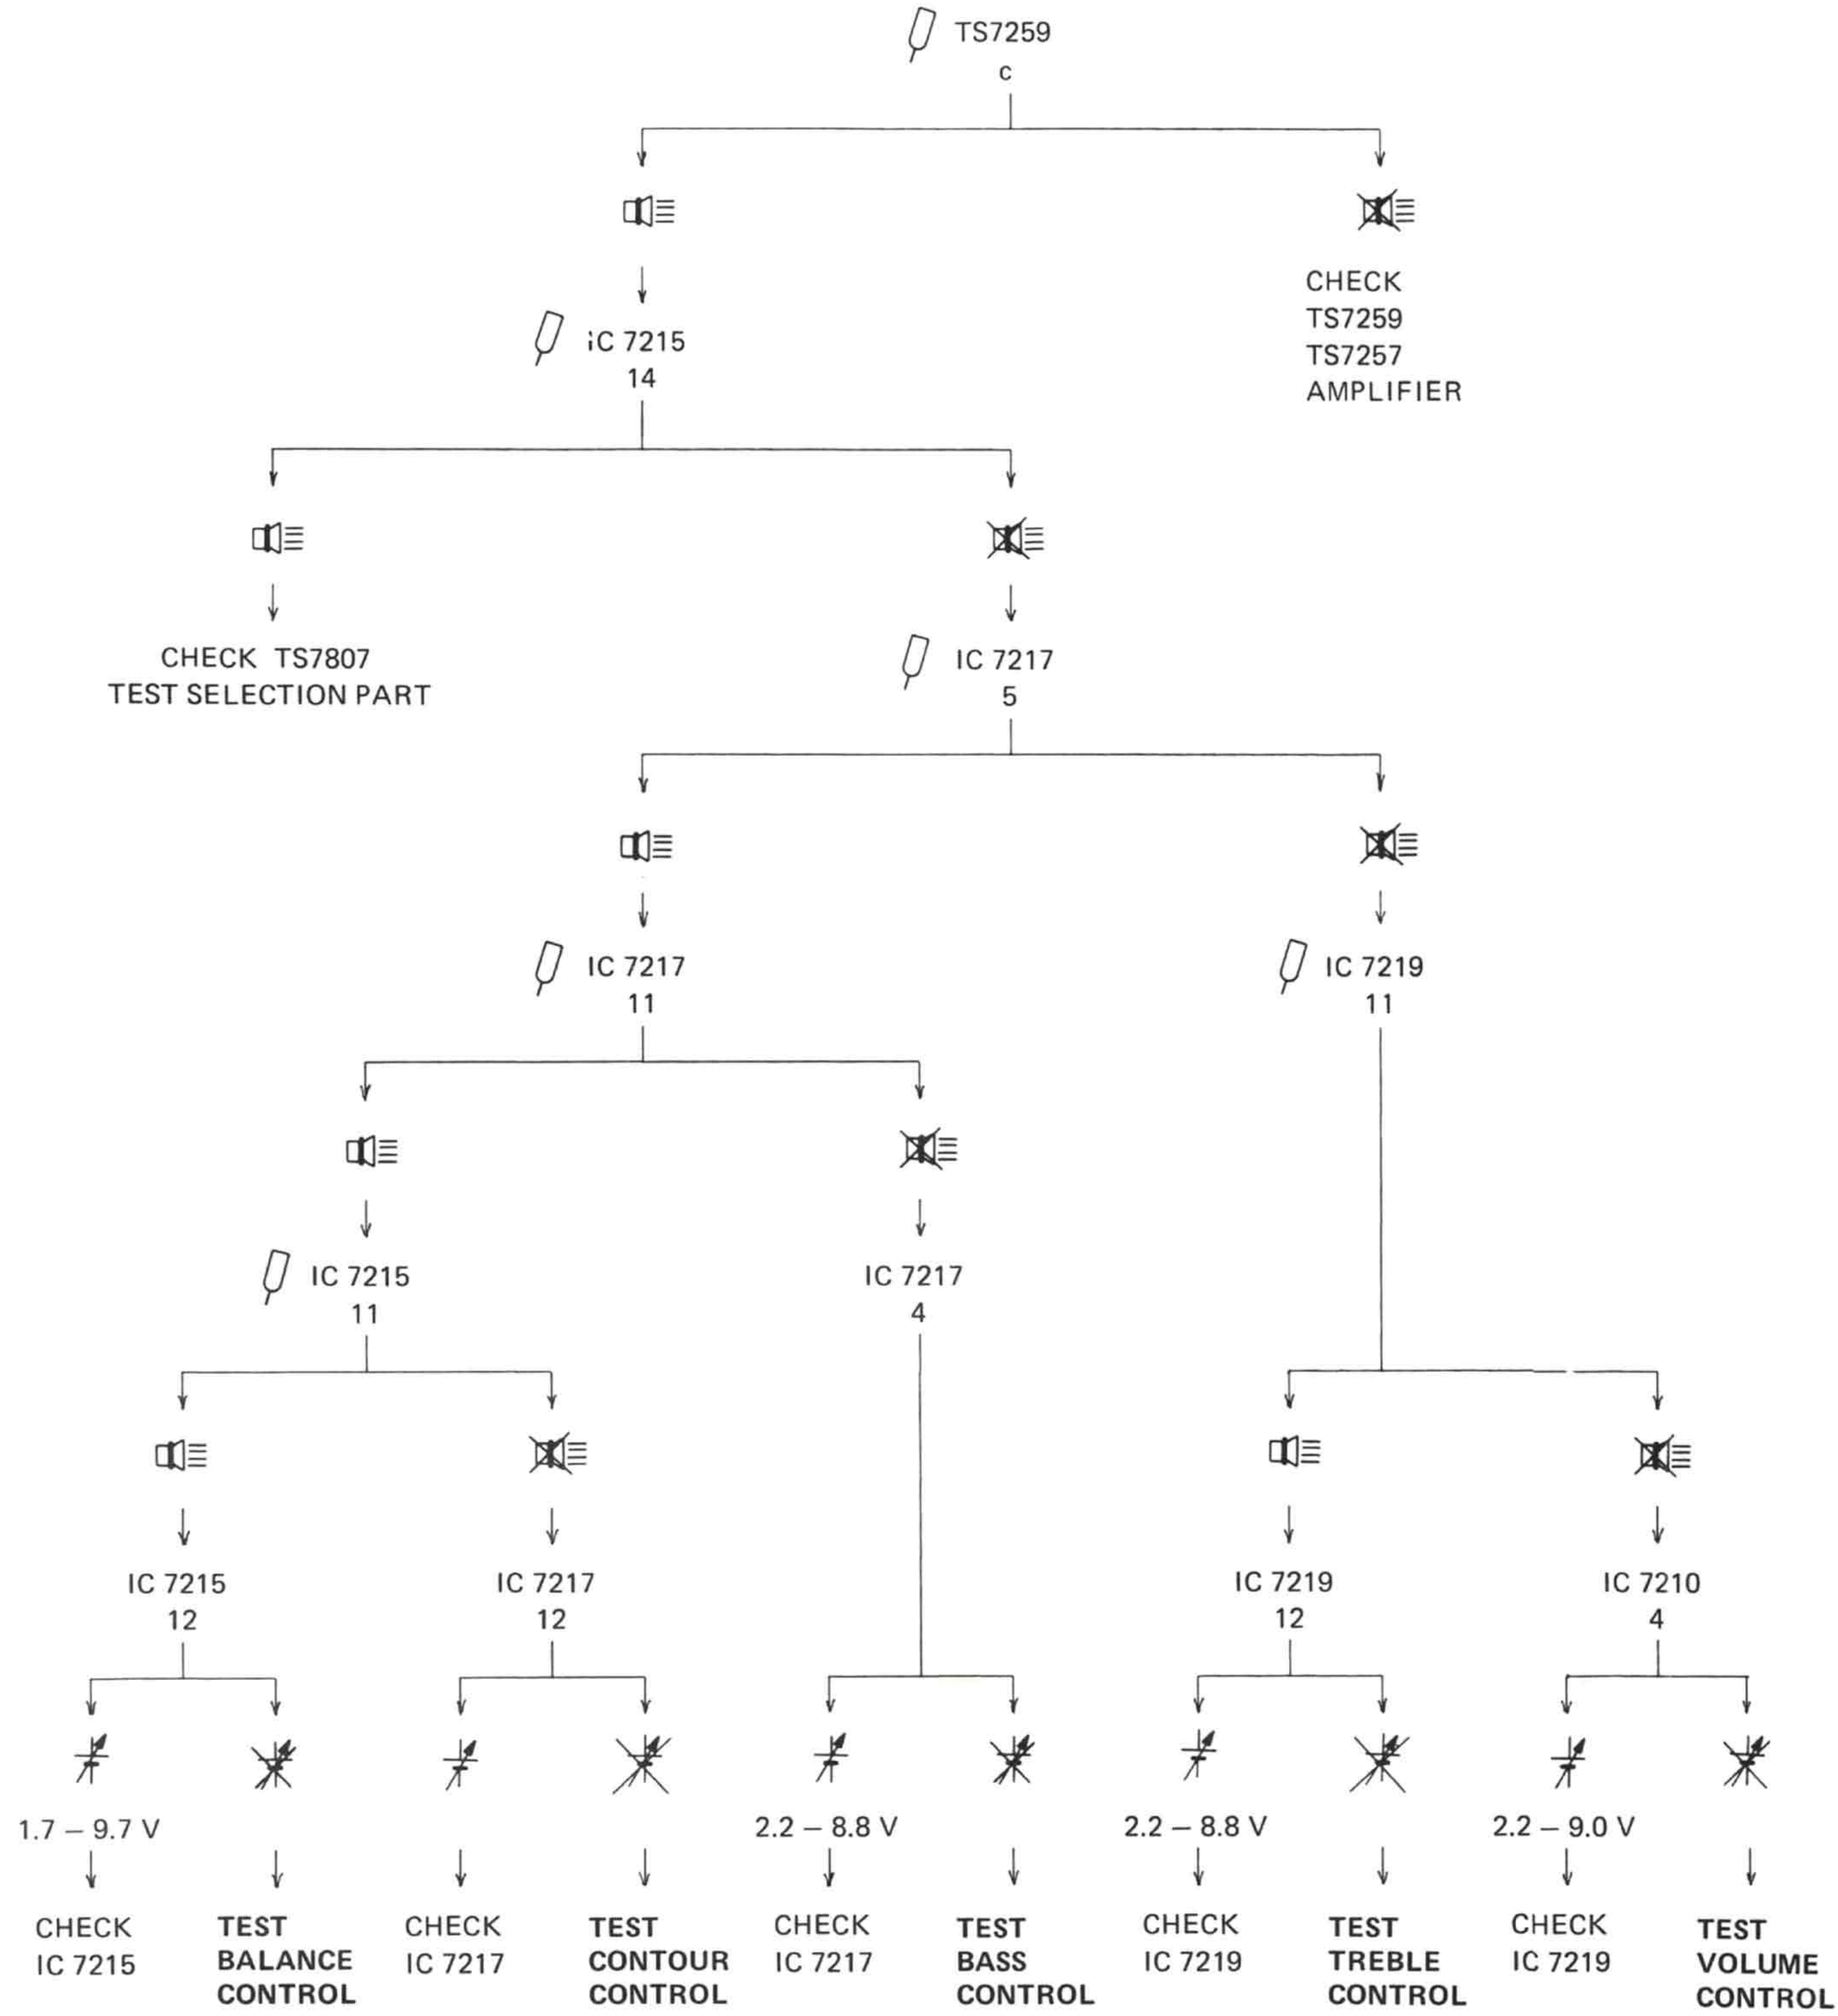 TS7259
c
CHECK
TS7259
TS7257
AMPLIFIER
iC 7215
14
CHECK TS7807
TEST SELECTION PART
IC 7217
5
IC 7217
11
IC 7219
11
IC 7215
11
IC 7217
4
IC 7215
12
IC 7217
12
IC 7219
12
IC 7210
4
1.7 – 9.7 V
2.2 – 8.8 V
2.2 – 8.8 V
2.2 – 9.0 V
CHECK
IC 7215
TEST
BALANCE
CONTROL
CHECK
IC 7217
TEST
CONTOUR
CONTROL
CHECK
IC 7217
TEST
BASS
CONTROL
CHECK
IC 7219
TEST
TREBLE
CONTROL
CHECK
IC 7219
TEST
VOLUME
CONTROL